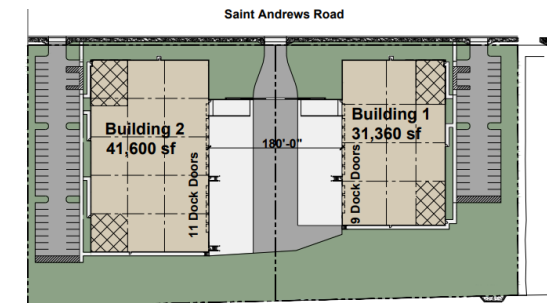 Saint Andrews Road
Building 2
41,600 sf
Building 1
31,360 sf
180'-0"
11 Dock Doors
9 Dock Doors